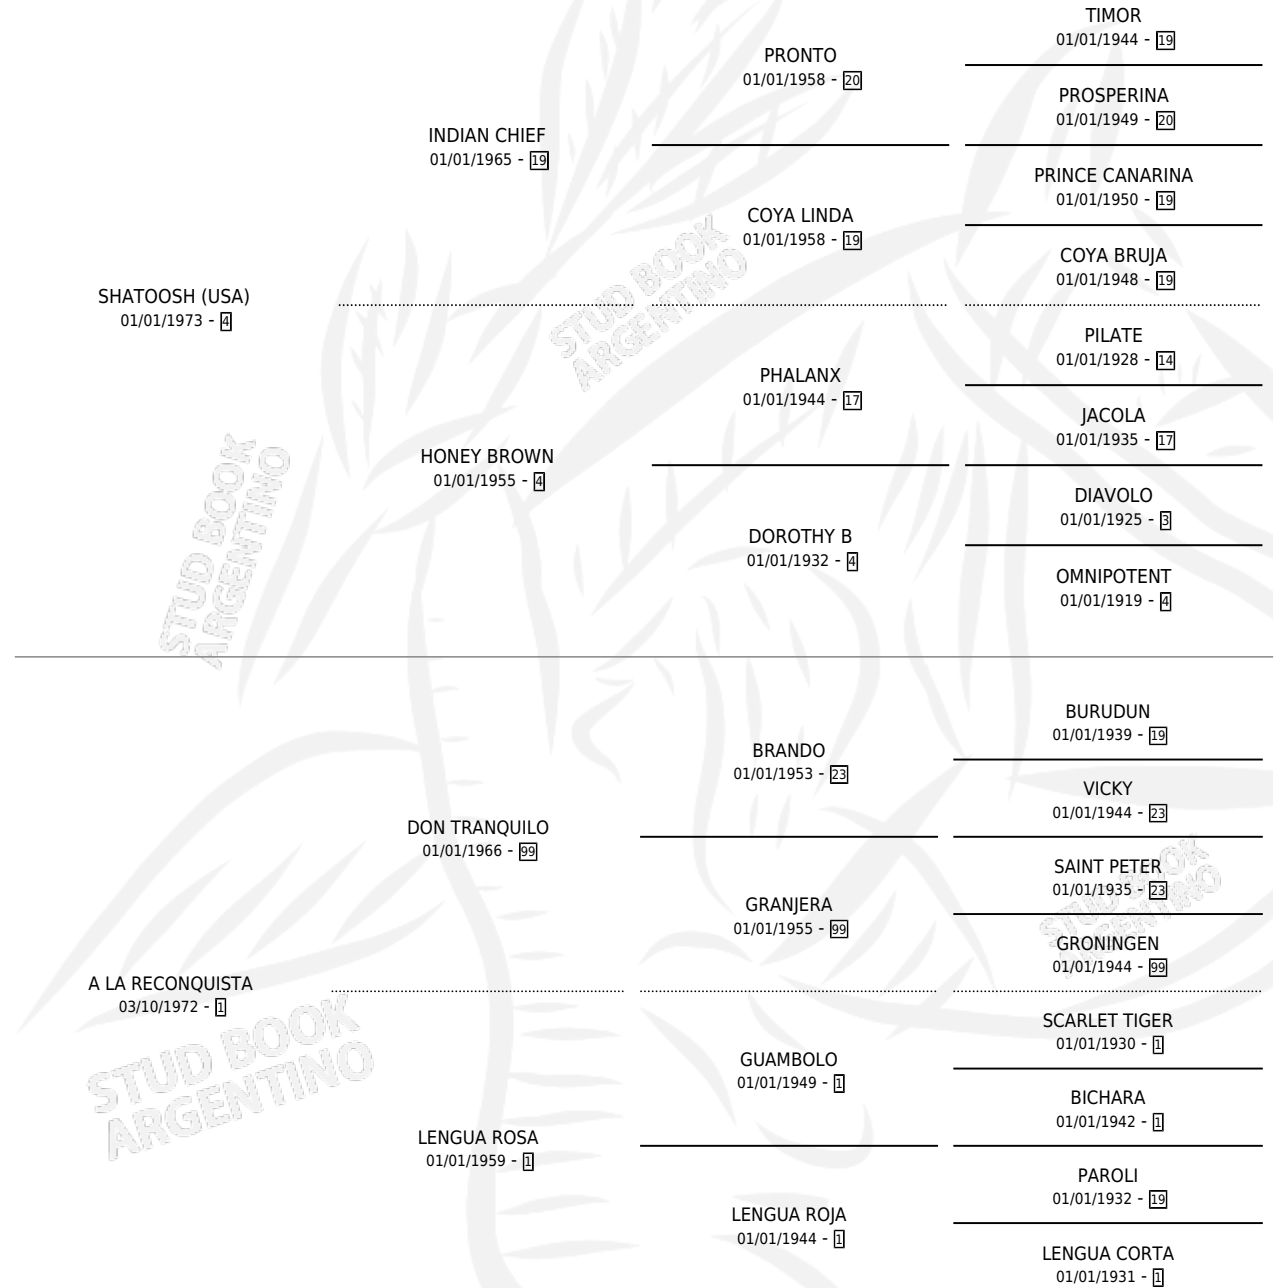 TIMOR
01/01/1944 - 19
PRONTO
01/01/1958 - 20
PROSPERINA
01/01/1949 - 20
INDIAN CHIEF
01/01/1965 - 19
PRINCE CANARINA
01/01/1950 - 19
COYA LINDA
01/01/1958 - 19
COYA BRUJA
01/01/1948 - 19
SHATOOSH (USA)
01/01/1973 - 4
PILATE
01/01/1928 - 14
PHALANX
01/01/1944 - 17
JACOLA
01/01/1935 - 17
HONEY BROWN
01/01/1955 - 4
DIAVOLO
01/01/1925 - 3
DOROTHY B
01/01/1932 - 4
OMNIPOTENT
01/01/1919 - 4
STUD BOOK
ARGENTINO
STUD BOOK
ARGENTINO
BURUDUN
01/01/1939 - 19
BRANDO
01/01/1953 - 23
VICKY
01/01/1944 - 23
DON TRANQUILO
01/01/1966 - 99
SAINT PETER
01/01/1935 - 23
GRANJERA
01/01/1955 - 99
GRONINGEN
01/01/1944 - 99
STUD BOOK
ARGENTINO
A LA RECONQUISTA
03/10/1972 - 1
SCARLET TIGER
01/01/1930 - 1
GUAMBOLO
01/01/1949 - 1
BICHARA
01/01/1942 - 1
LENGUA ROSA
01/01/1959 - 1
PAROLI
01/01/1932 - 19
LENGUA ROJA
01/01/1944 - 1
LENGUA CORTA
01/01/1931 - 1
STUD BOOK
ARGENTINO